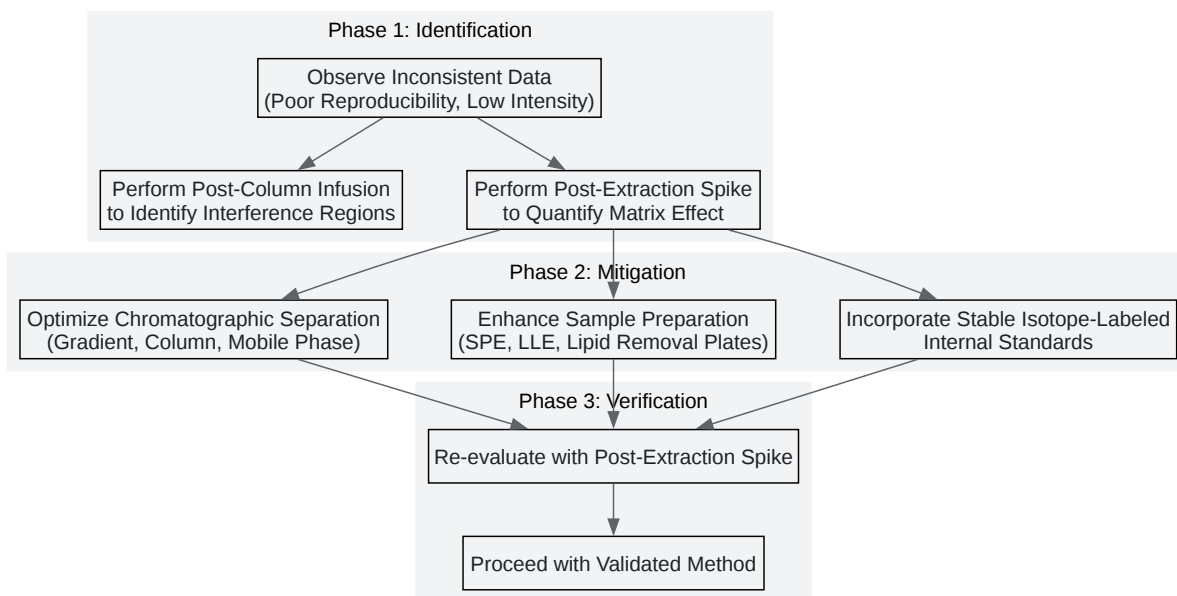 Phase 1: Identification
Observe Inconsistent Data
(Poor Reproducibility, Low Intensity)
Perform Post-Column Infusion
to Identify Interference Regions
Perform Post-Extraction Spike
to Quantify Matrix Effect
Phase 2: Mitigation
Optimize Chromatographic Separation
(Gradient, Column, Mobile Phase)
Enhance Sample Preparation
(SPE, LLE, Lipid Removal Plates)
Incorporate Stable Isotope-Labeled
Internal Standards
Phase 3: Verification
Re-evaluate with Post-Extraction Spike
Proceed with Validated Method